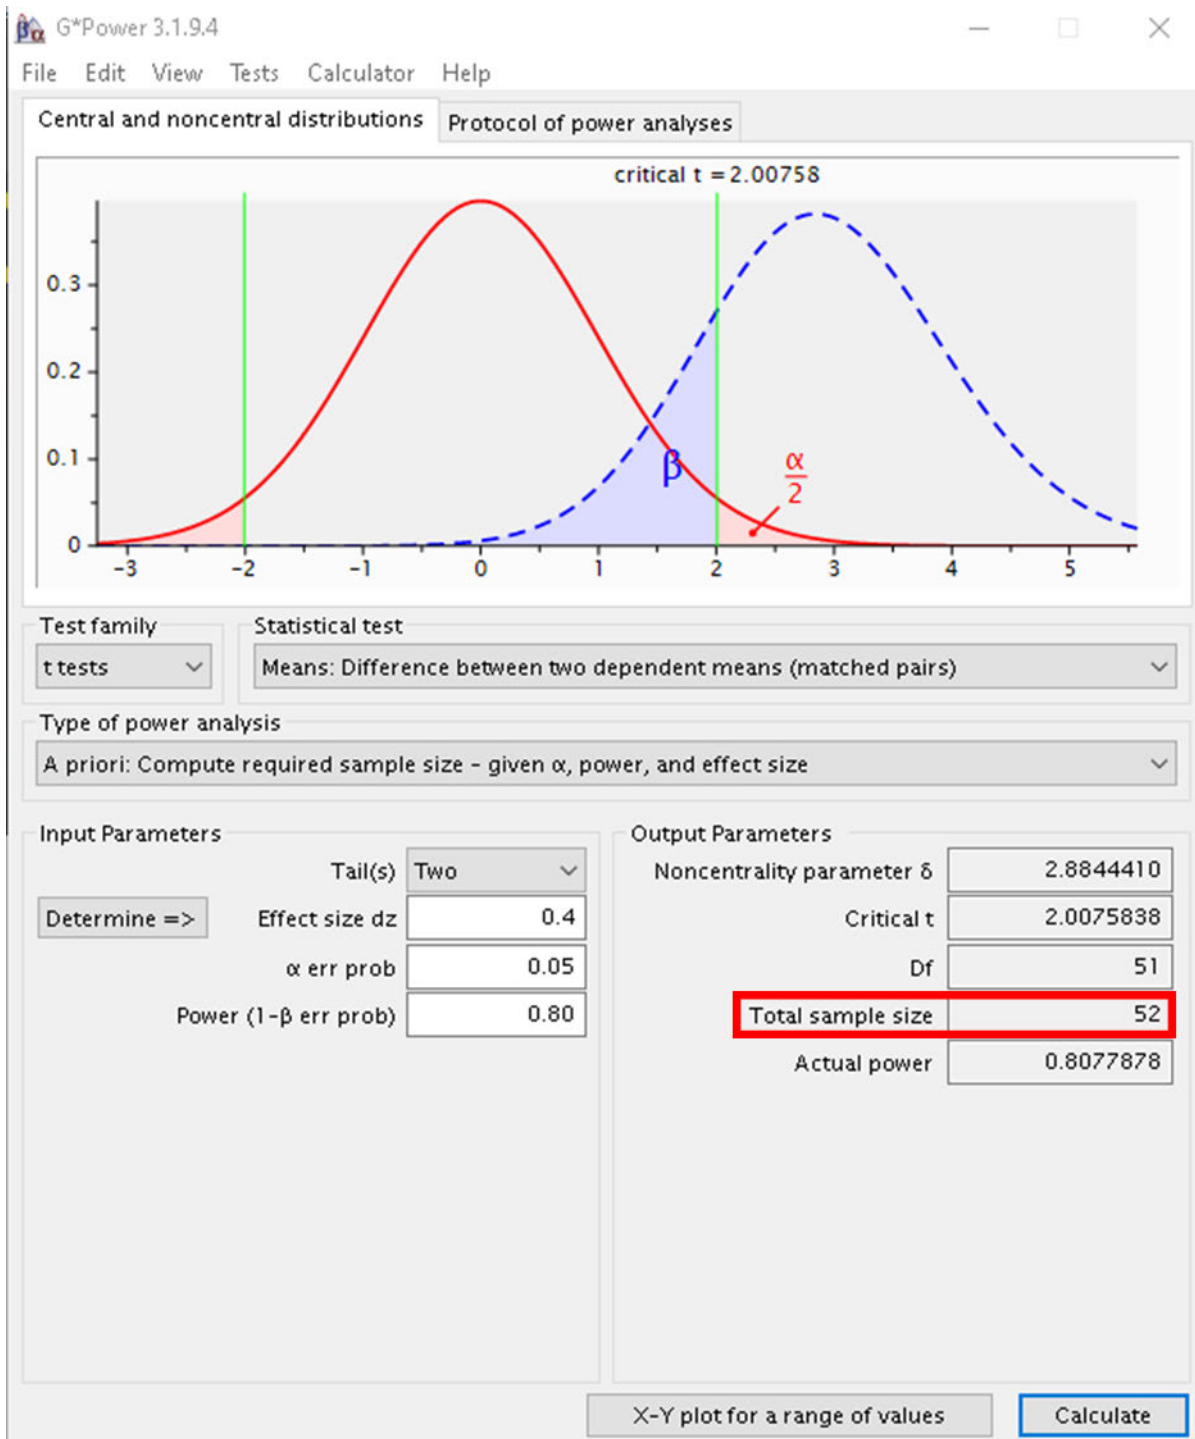 G*Power 3.1.9.4
File Edit View Tests Calculator Help
Central and noncentral distributions Protocol of power analyses
critical t = 2.00758
0.3
0.2
0.1
0
β
α
2
-3 -2 -1 0 1 2 3 4 5
Test family Statistical test
t tests Means: Difference between two dependent means (matched pairs)
Type of power analysis
A priori: Compute required sample size - given α, power, and effect size
Input Parameters Output Parameters
Tail(s) Two Noncentrality parameter δ 2.8844410
Determine => Effect size dz 0.4 Critical t 2.0075838
α err prob 0.05 Df 51
Power (1-β err prob) 0.80 Total sample size 52
Actual power 0.8077878
X-Y plot for a range of values Calculate